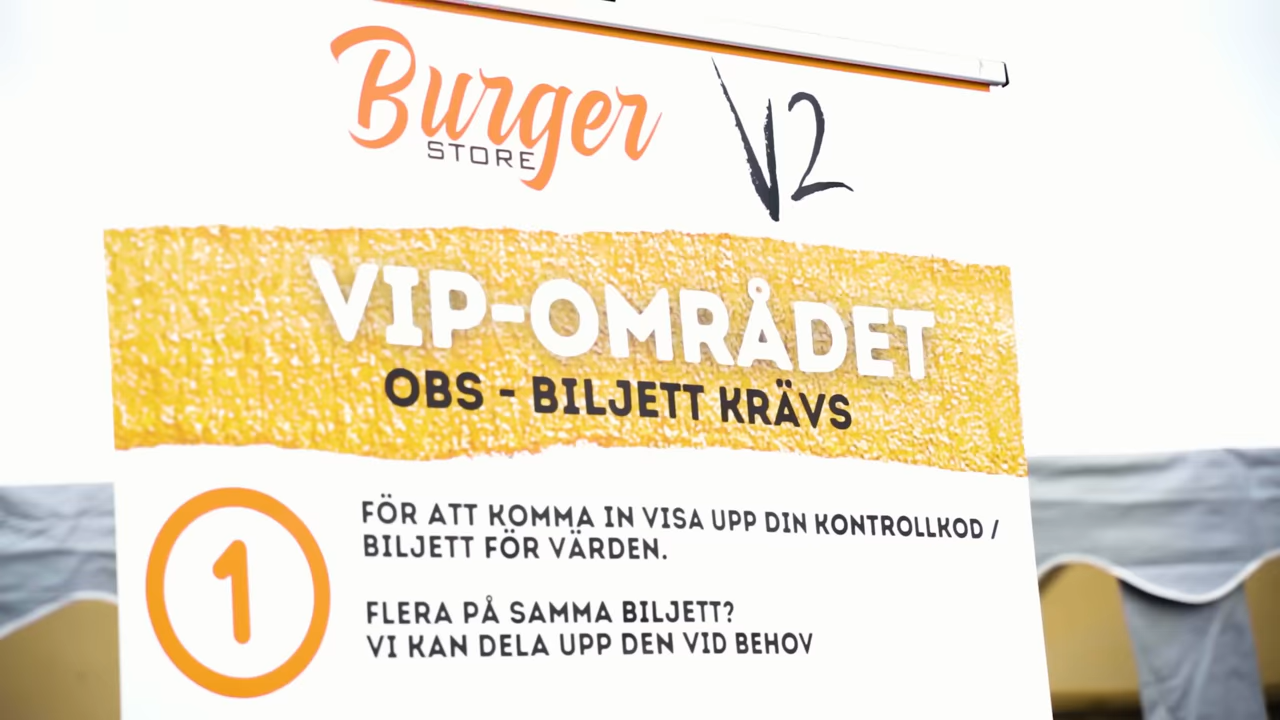 Burger
STORE
V2
VIP-OMRÅDET
OBS - BILJETT KRÄVS
1
FÖR ATT KOMMA IN VISA UPP DIN KONTROLLKOD /
BILJETT FÖR VÄRDEN.
FLERA PÅ SAMMA BILJETT?
VI KAN DELA UPP DEN VID BEHOV